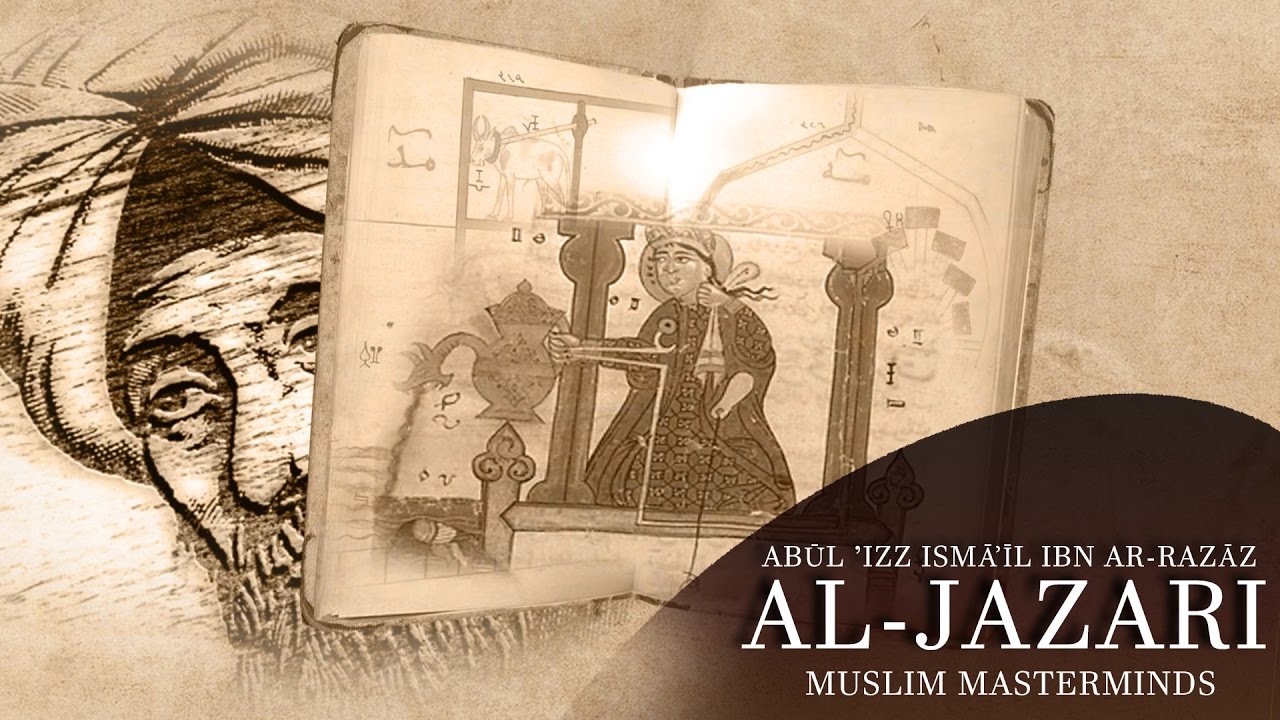 ABŪL ’IZZ ISMĀ’ĪL IBN AR-RAZĀZ
AL-JAZARI
MUSLIM MASTERMINDS